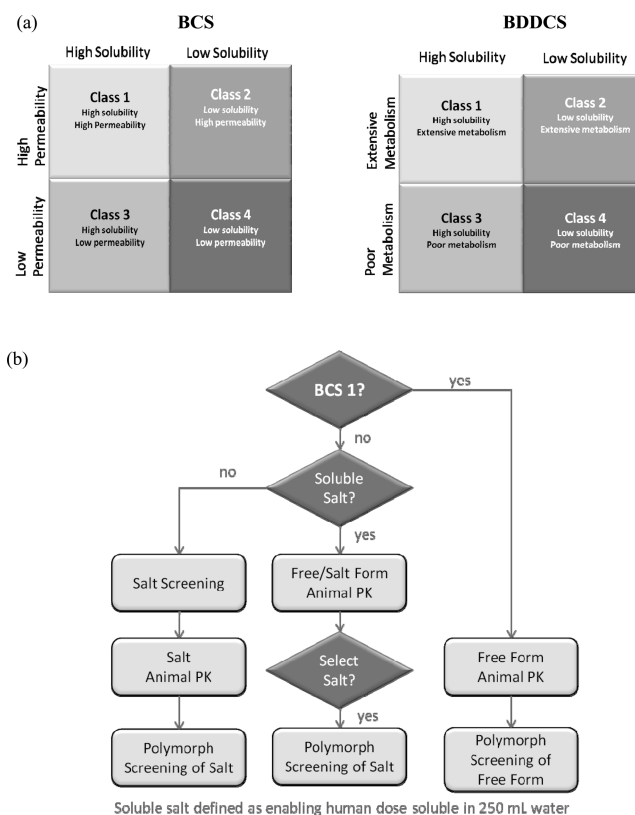 (a)
BCS
BDDCS
High Solubility
Low Solubility
High Solubility
Low Solubility
High
Permeability
Class 1
High solubility
High Permeability
Class 2
Low solubility
High permeability
Low
Permeability
Class 3
High solubility
Low permeability
Class 4
Low solubility
Low permeability
Extensive
Metabolism
Class 1
High solubility
Extensive metabolism
Class 2
Low solubility
Extensive metabolism
Poor
Metabolism
Class 3
High solubility
Poor metabolism
Class 4
Low solubility
Poor metabolism
(b)
BCS 1?
yes
no
no
Soluble
Salt?
yes
Salt Screening
Free/Salt Form
Animal PK
Salt
Animal PK
Select
Salt?
Free Form
Animal PK
yes
Polymorph
Screening of Salt
Polymorph
Screening of Salt
Polymorph
Screening of
Free Form
Soluble salt defined as enabling human dose soluble in 250 mL water